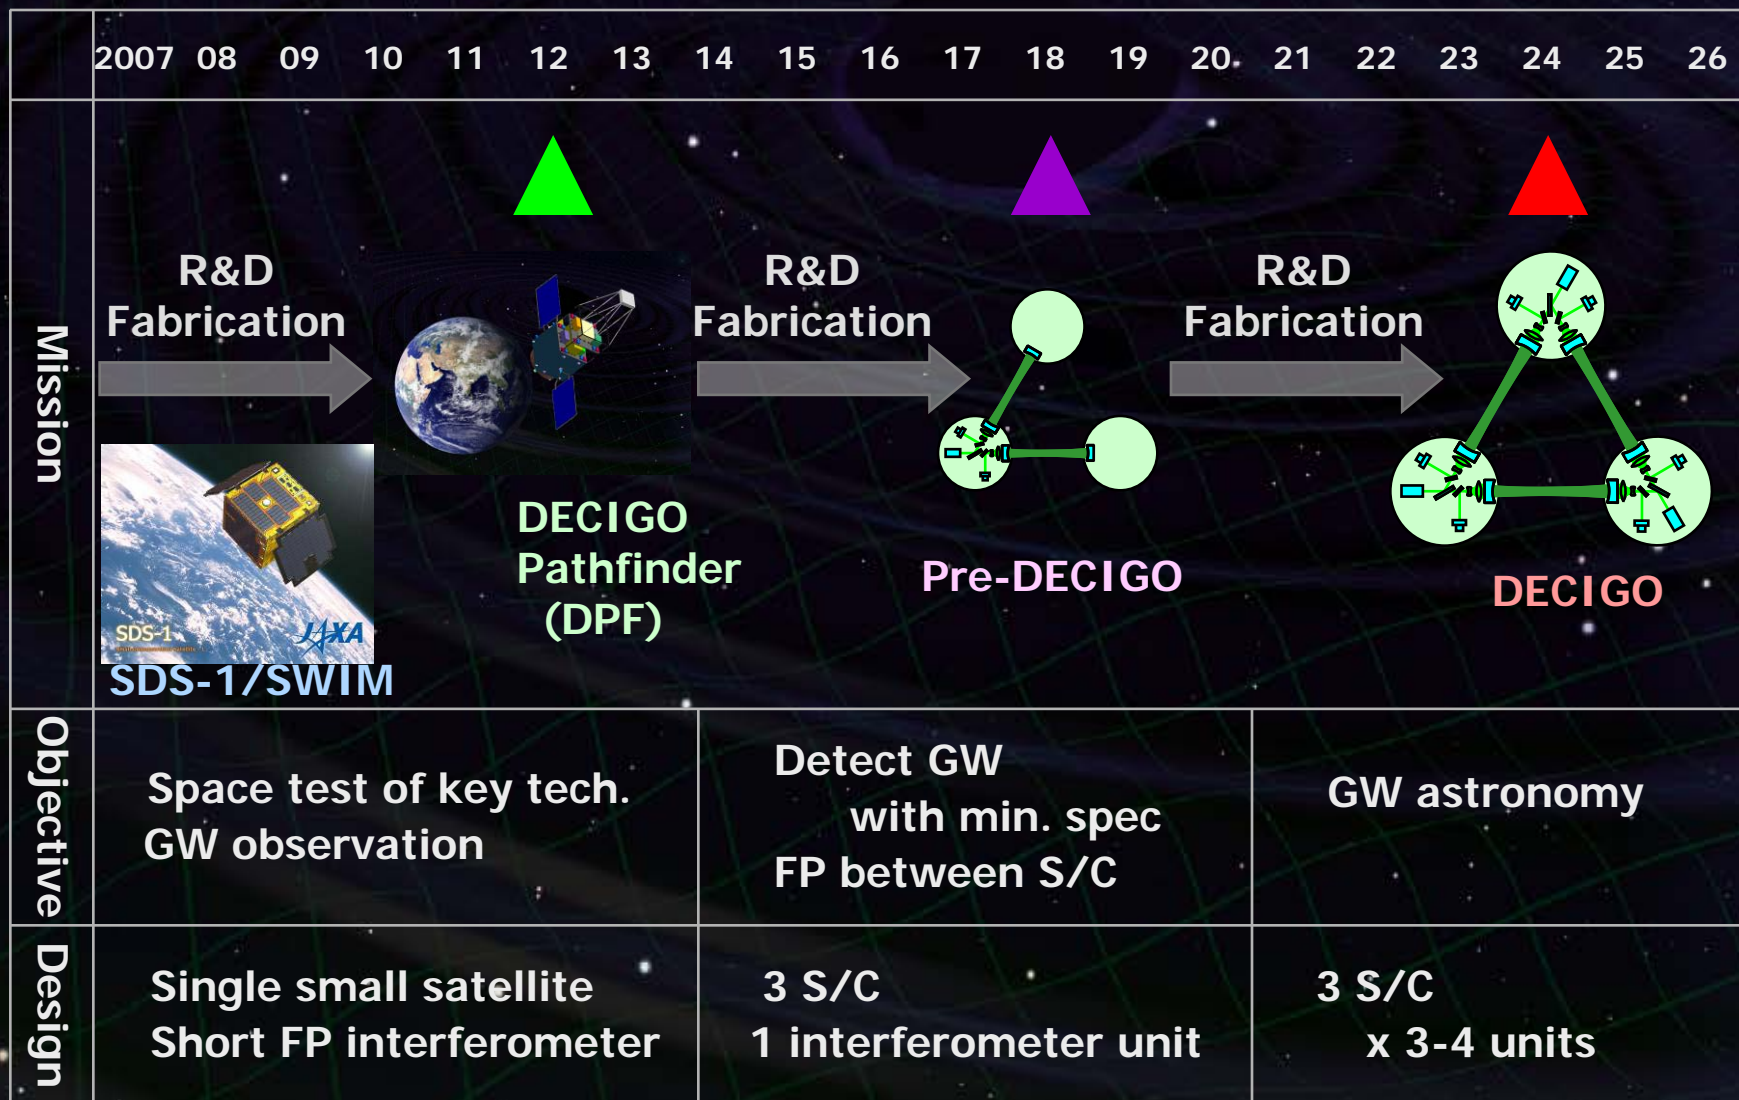 2007 08 09 10 11 12 13 14 15 16 17 18 19 20 21 22 23 24 25 26
Mission
R&D
Fabrication
R&D
Fabrication
R&D
Fabrication
SDS-1
JAXA
SDS-1/SWIM
DECIGO
Pathfinder
(DPF)
Pre-DECIGO
DECIGO
Objective
Space test of key tech.
GW observation
Detect GW
with min. spec
FP between S/C
GW astronomy
Design
Single small satellite
Short FP interferometer
3 S/C
1 interferometer unit
3 S/C
x 3-4 units